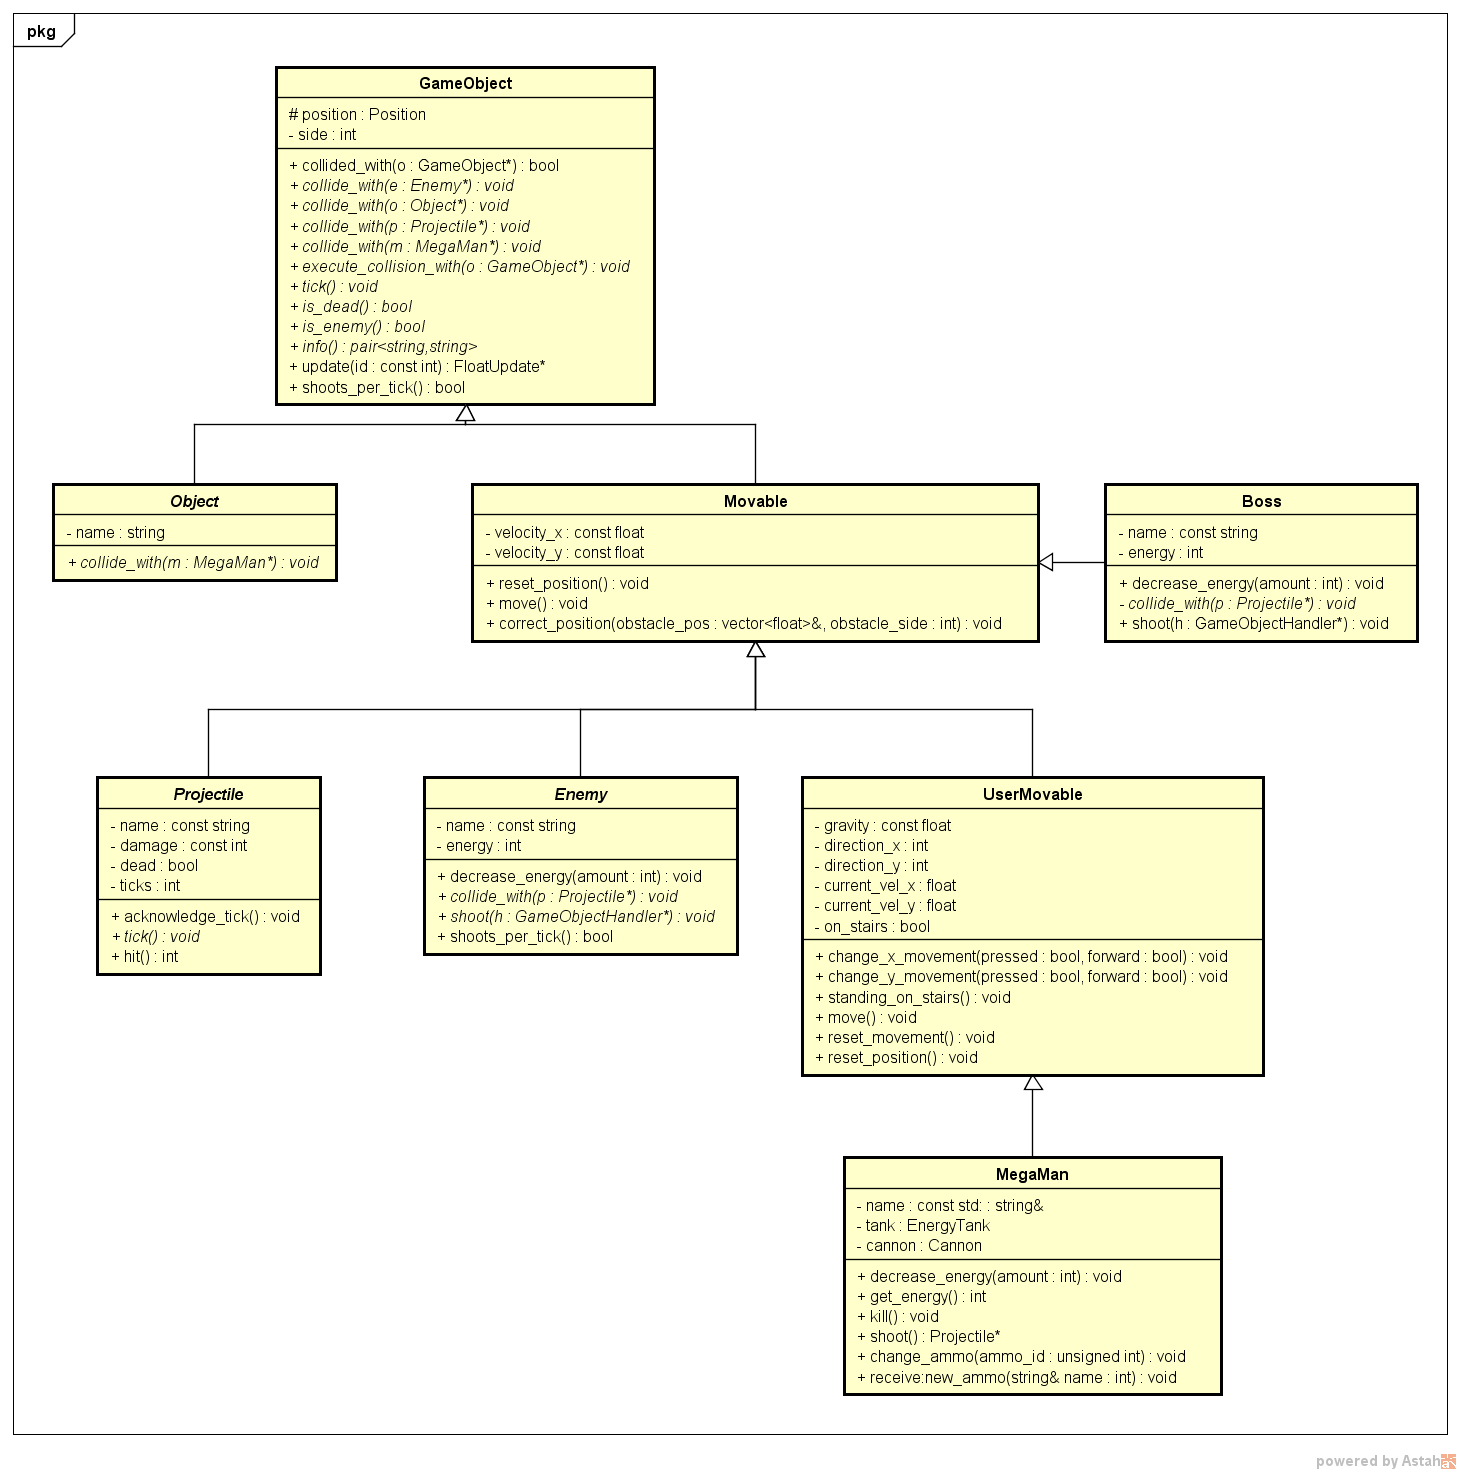 pkg
GameObject
# position : Position
- side : int
+ collided_with(o : GameObject*) : bool
+ collide_with(e : Enemy*) : void
+ collide_with(o : Object*) : void
+ collide_with(p : Projectile*) : void
+ collide_with(m : MegaMan*) : void
+ execute_collision_with(o : GameObject*) : void
+ tick() : void
+ is_dead() : bool
+ is_enemy() : bool
+ info() : pair<string,string>
+ update(id : const int) : FloatUpdate*
+ shoots_per_tick() : bool
Object
- name : string
+ collide_with(m : MegaMan*) : void
Movable
- velocity_x : const float
- velocity_y : const float
+ reset_position() : void
+ move() : void
+ correct_position(obstacle_pos : vector<float>&, obstacle_side : int) : void
Boss
- name : const string
- energy : int
+ decrease_energy(amount : int) : void
- collide_with(p : Projectile*) : void
+ shoot(h : GameObjectHandler*) : void
Projectile
- name : const string
- damage : const int
- dead : bool
- ticks : int
+ acknowledge_tick() : void
+ tick() : void
+ hit() : int
Enemy
- name : const string
- energy : int
+ decrease_energy(amount : int) : void
+ collide_with(p : Projectile*) : void
+ shoot(h : GameObjectHandler*) : void
+ shoots_per_tick() : bool
UserMovable
- gravity : const float
- direction_x : int
- direction_y : int
- current_vel_x : float
- current_vel_y : float
- on_stairs : bool
+ change_x_movement(pressed : bool, forward : bool) : void
+ change_y_movement(pressed : bool, forward : bool) : void
+ standing_on_stairs() : void
+ move() : void
+ reset_movement() : void
+ reset_position() : void
MegaMan
- name : const std: : string&
- tank : EnergyTank
- cannon : Cannon
+ decrease_energy(amount : int) : void
+ get_energy() : int
+ kill() : void
+ shoot() : Projectile*
+ change_ammo(ammo_id : unsigned int) : void
+ receive:new_ammo(string& name : int) : void
powered by Astah